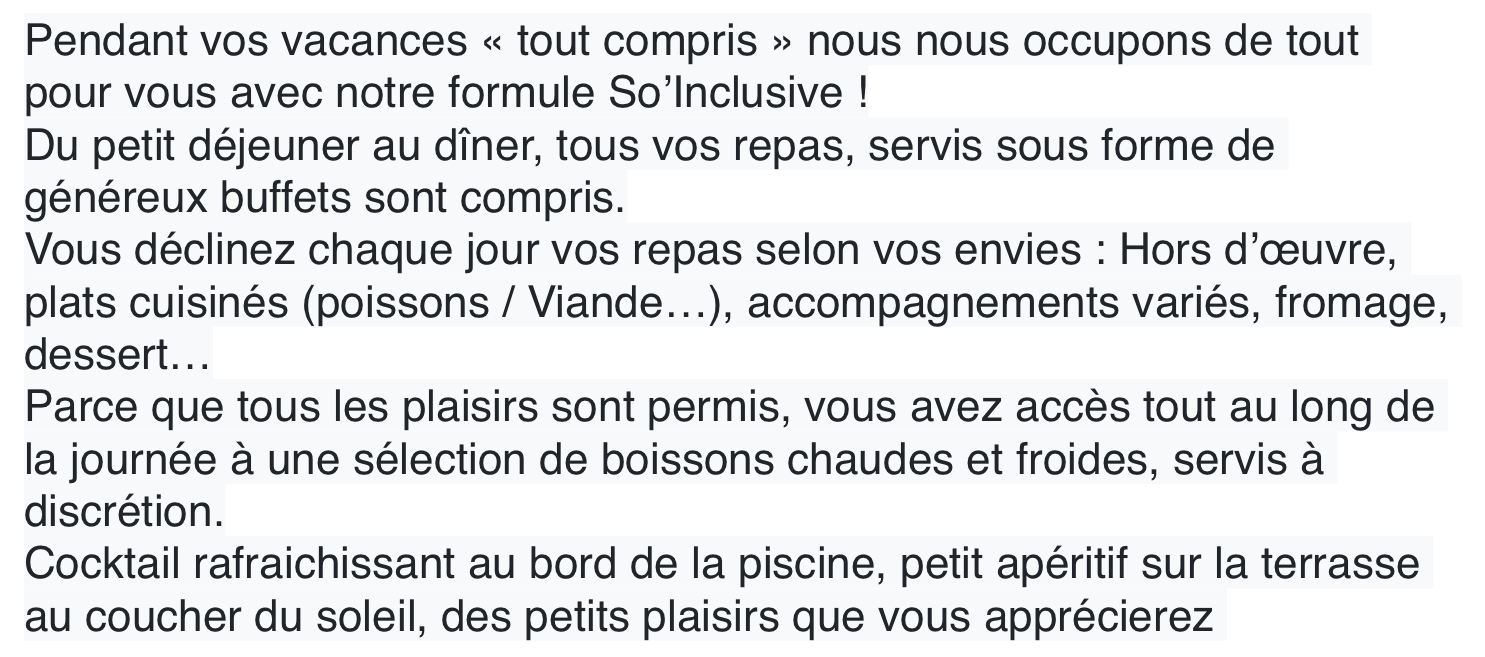 Pendant vos vacances « tout compris » nous nous occupons de tout
pour vous avec notre formule So’Inclusive !
Du petit déjeuner au dîner, tous vos repas, servis sous forme de
généreux buffets sont compris.
Vous déclinez chaque jour vos repas selon vos envies : Hors d’œuvre,
plats cuisinés (poissons / Viande…), accompagnements variés, fromage,
dessert…
Parce que tous les plaisirs sont permis, vous avez accès tout au long de
la journée à une sélection de boissons chaudes et froides, servis à
discrétion.
Cocktail rafraichissant au bord de la piscine, petit apéritif sur la terrasse
au coucher du soleil, des petits plaisirs que vous apprécierez